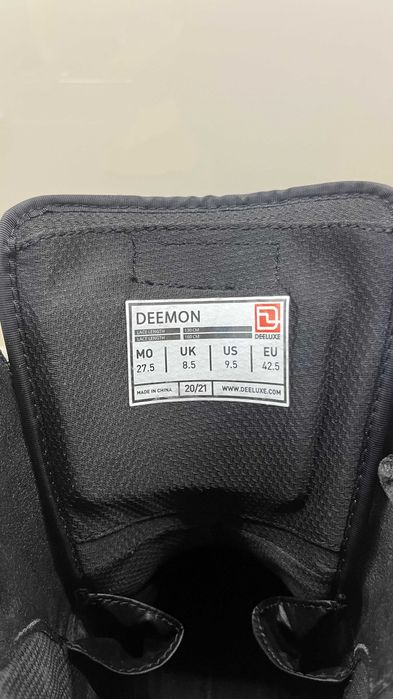 DEEMON
LACE LENGTH 130 CM
LACE LENGTH 160 CM
DEELUXE
MO UK US EU
27.5 8.5 9.5 42.5
MADE IN CHINA 20/21 WWW.DEELUXE.COM